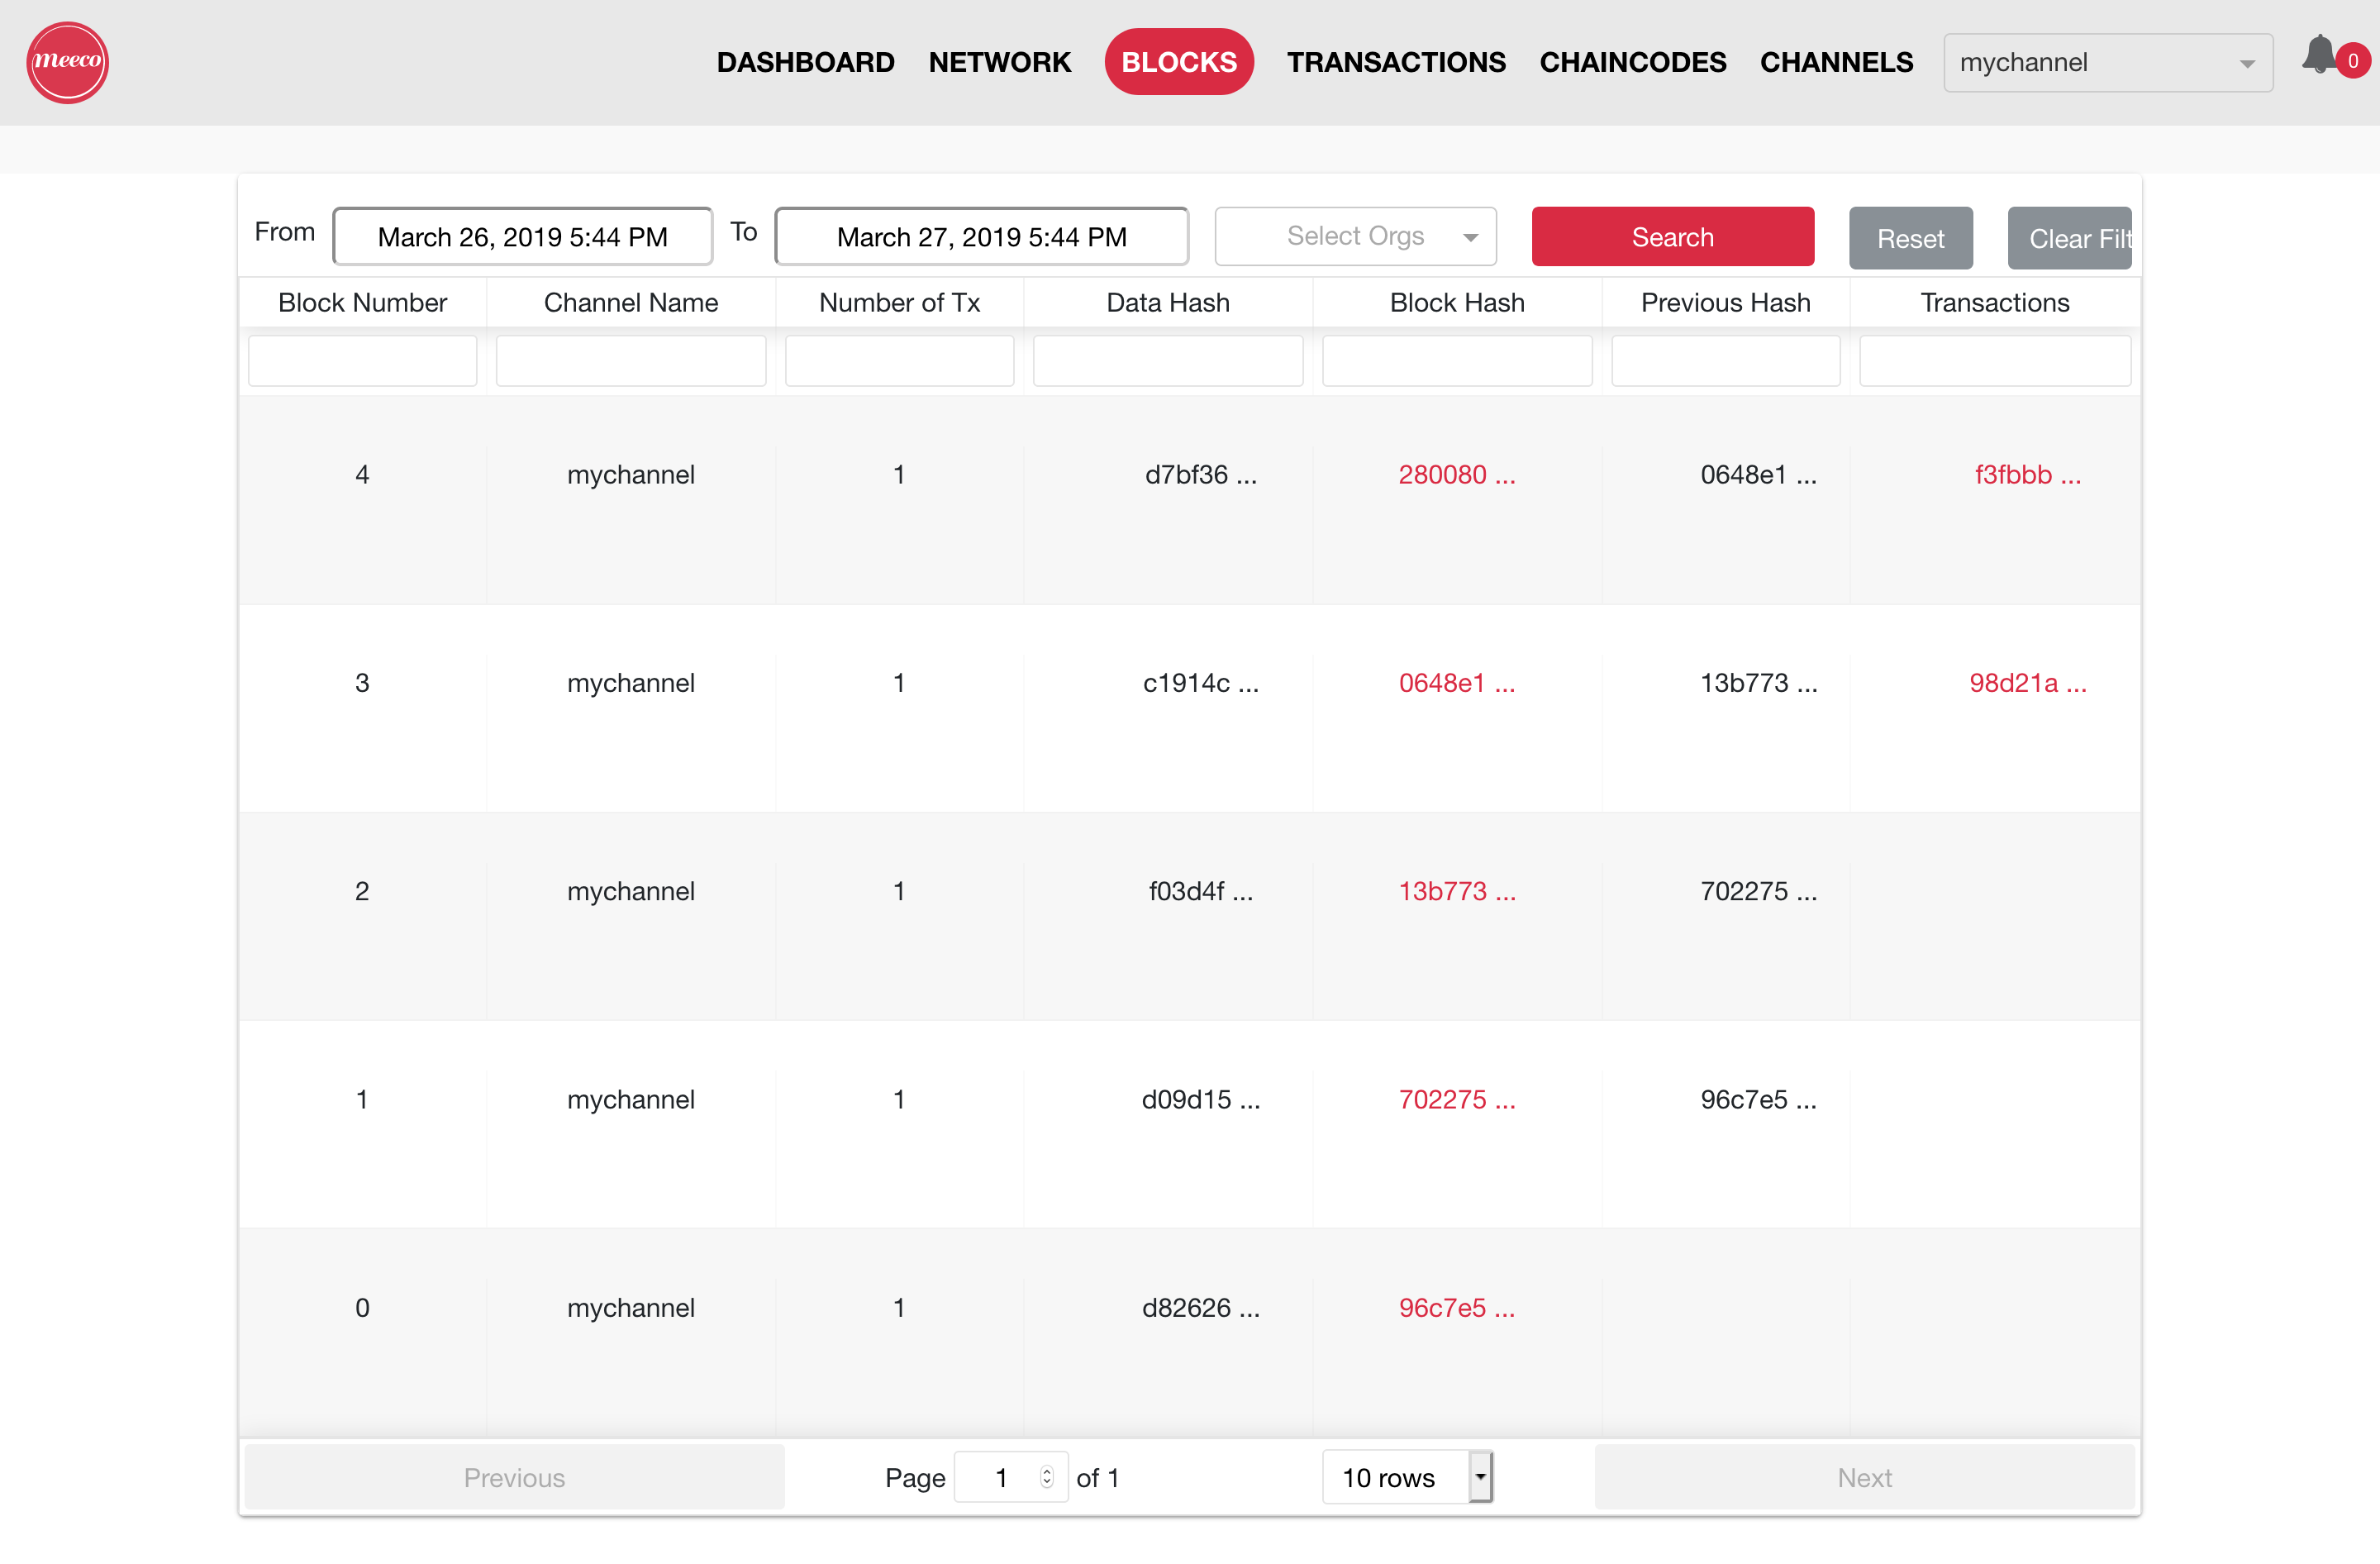 meeco DASHBOARD NETWORK BLOCKS TRANSACTIONS CHAINCODES CHANNELS mychannel 0
From March 26, 2019 5:44 PM To March 27, 2019 5:44 PM Select Orgs Search Reset Clear Filt
Block Number Channel Name Number of Tx Data Hash Block Hash Previous Hash Transactions
4 mychannel 1 d7bf36 ... 280080 ... 0648e1 ... f3fbbb ...
3 mychannel 1 c1914c ... 0648e1 ... 13b773 ... 98d21a ...
2 mychannel 1 f03d4f ... 13b773 ... 702275 ...
1 mychannel 1 d09d15 ... 702275 ... 96c7e5 ...
0 mychannel 1 d82626 ... 96c7e5 ...
Previous Page 1 of 1 10 rows Next